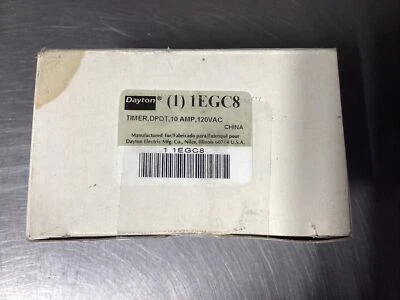 Dayton® (1) 1EGC8
TIMER,DPDT,10 AMP,120VAC
CHINA
Manufactured for/Fabricado para/Fabriqué pour
Dayton Electric Mfg. Co., Niles, Illinois 60714 U.S.A.
1 1EGC8